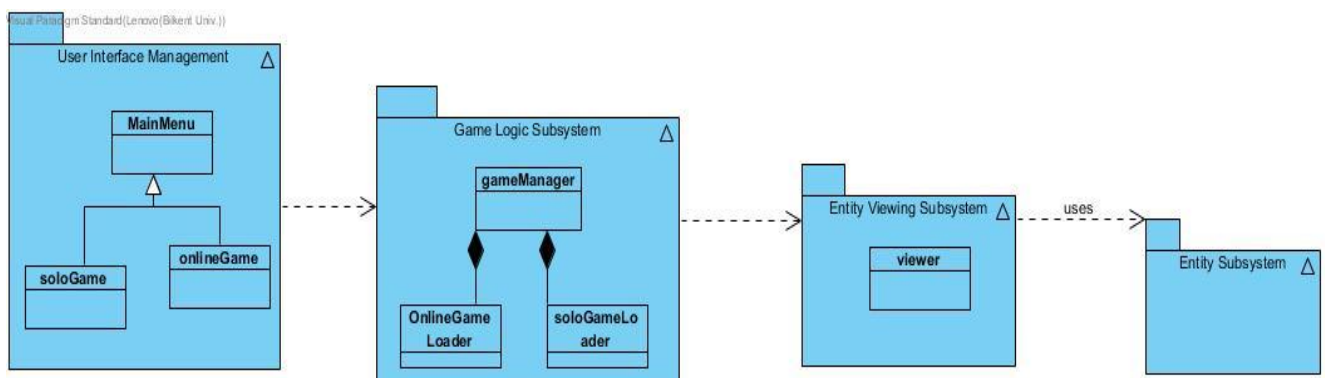 Visual Paradigm Standard(Lenovo(Bilkent Univ.))
User Interface Management
MainMenu
soloGame
onlineGame
Game Logic Subsystem
gameManager
OnlineGame
Loader
soloGameLo
ader
Entity Viewing Subsystem
viewer
uses
Entity Subsystem